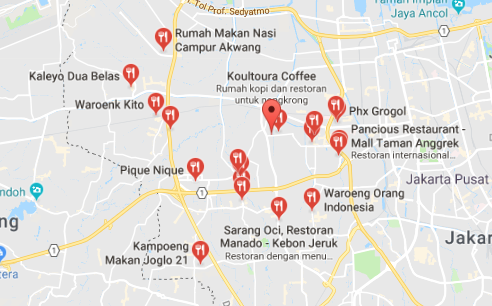 Tol Prof. Sedyatmo
Taman Impian
Jaya Ancol
Rumah Makan Nasi
Campur Akwang
Kaleyo Dua Belas
Koultoura Coffee
Rumah kopi dan restoran
untuk nongkrong
Waroenk Kito
Phx Grogol
Pancious Restaurant -
Mall Taman Anggrek
Restoran internasional...
Pique Nique
Jakarta Pusat
1
1
ndoh
Waroeng Orang
Indonesia
ng
Sarang Oci, Restoran
Manado - Kebon Jeruk
Restoran dengan menu...
Jakar
Kampoeng
Makan Joglo 21
tera